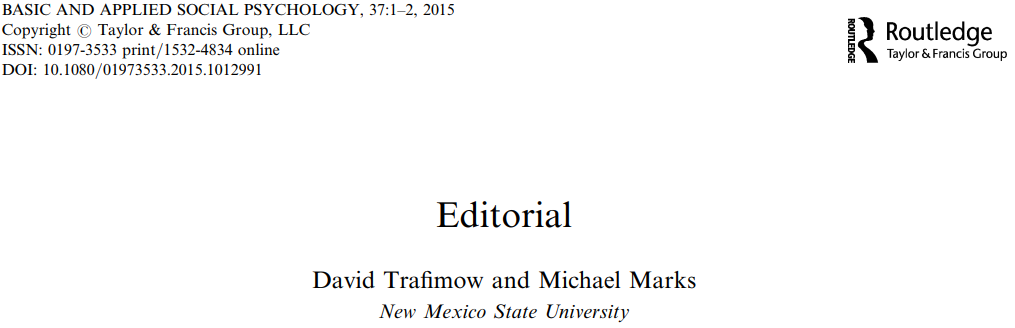 BASIC AND APPLIED SOCIAL PSYCHOLOGY, 37:1–2, 2015
Copyright © Taylor & Francis Group, LLC
ISSN: 0197-3533 print/1532-4834 online
DOI: 10.1080/01973533.2015.1012991
ROUTLEDGE
Routledge
Taylor & Francis Group
Editorial
David Trafimow and Michael Marks
New Mexico State University